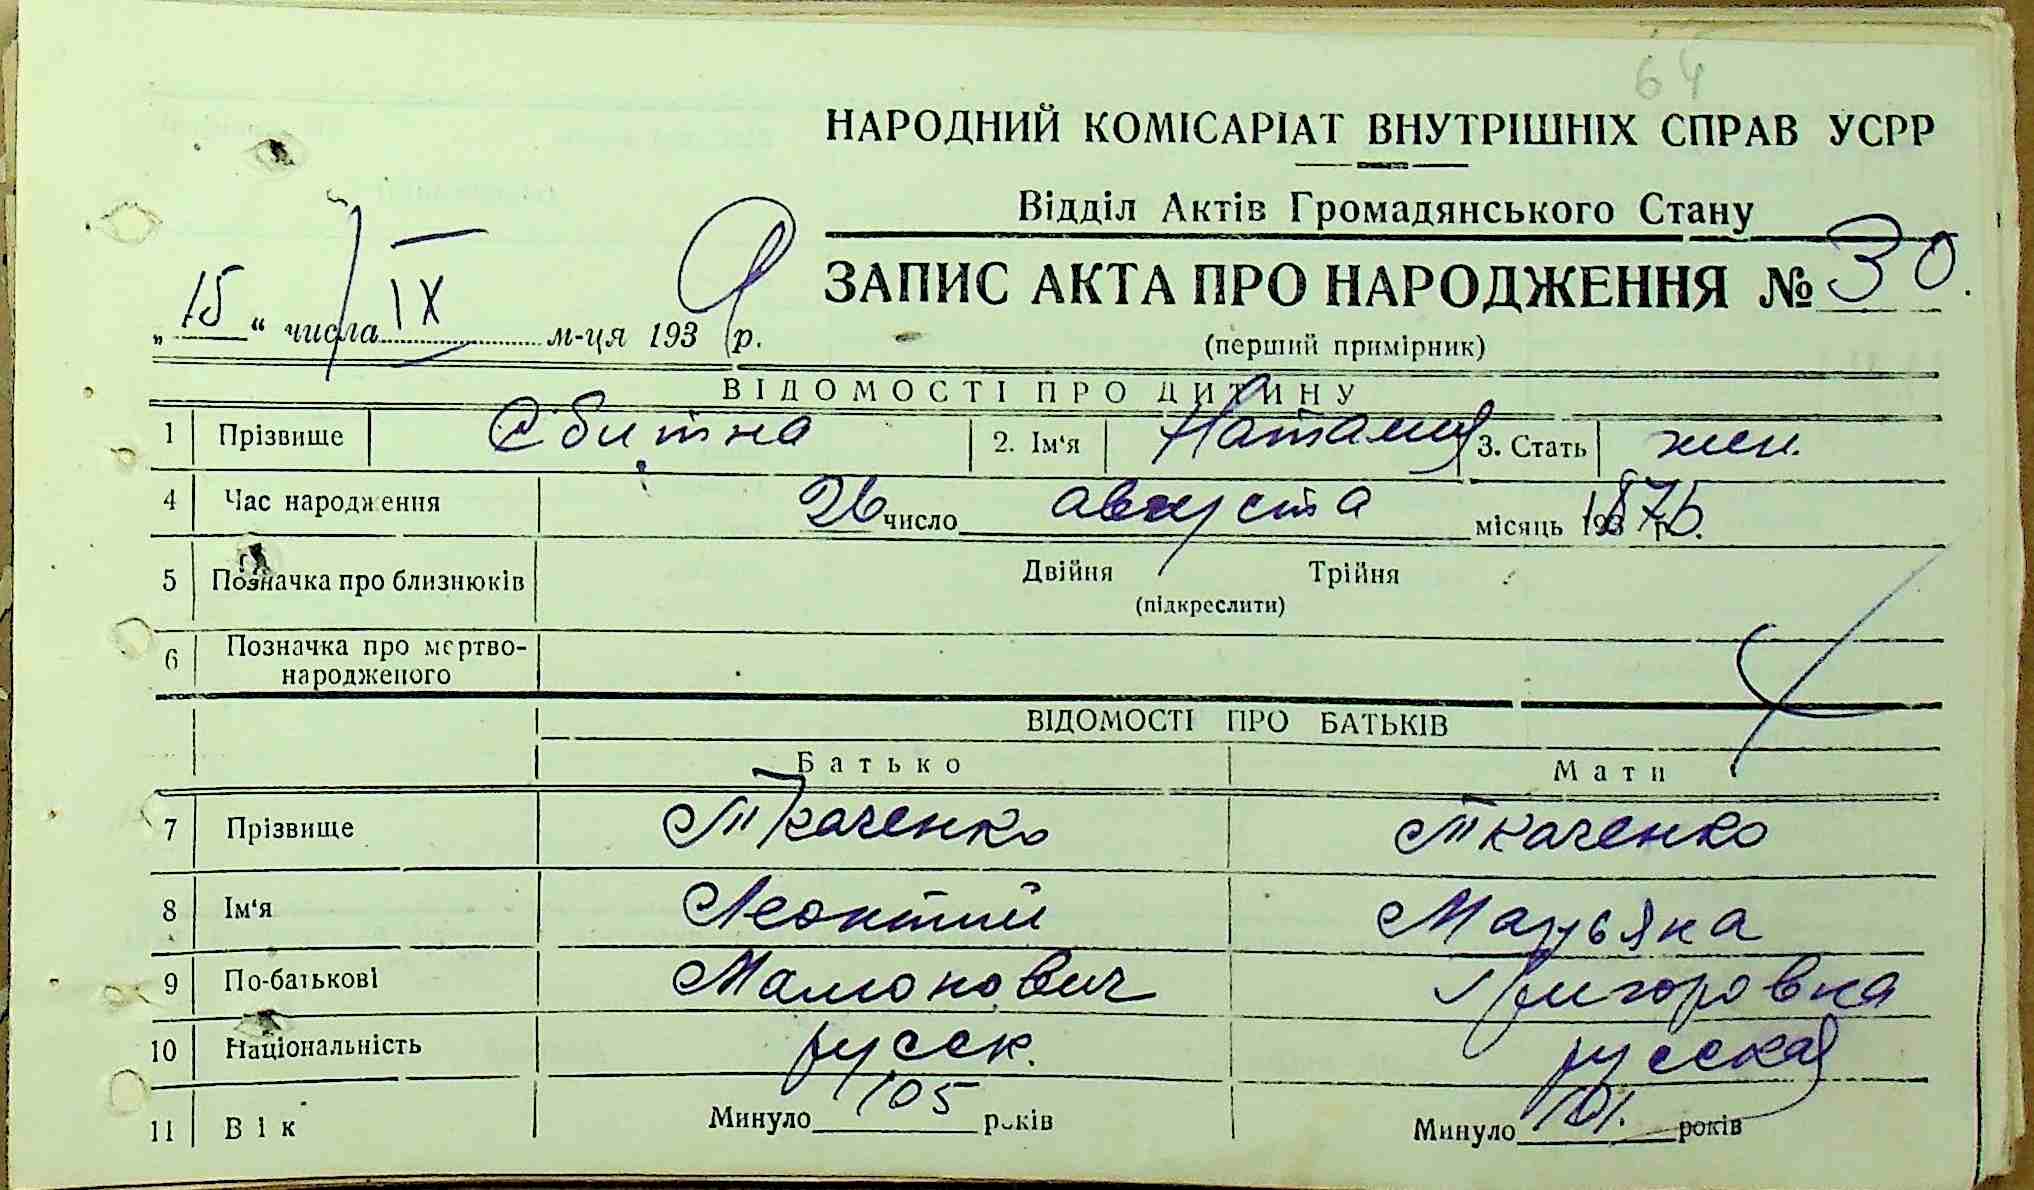 64
НАРОДНИЙ КОМІСАРІАТ ВНУТРІШНІХ СПРАВ УСРР
Відділ Актів Громадянського Стану
ЗАПИС АКТА ПРО НАРОДЖЕННЯ № 30.
„15“ числа IX м-ця 1939 р.
(перший примірник)
ВІДОМОСТІ ПРО ДИТИНУ
1 Прізвище Сбитна 2. Ім‘я Наталия 3. Стать жен.
4 Час народження 26 число августа місяць 1876.
5 Позначка про близнюків Двійня Трійня
(підкреслити)
6 Позначка про мертво-
народженого
ВІДОМОСТІ ПРО БАТЬКІВ
Батько Мати
7 Прізвище Ткаченко Ткаченко
8 Ім‘я Леонтий Марьяна
9 По-батькові Мамонович Григоровна
10 Національність русск. русская
11 Вік Минуло 105 років Минуло 101. років